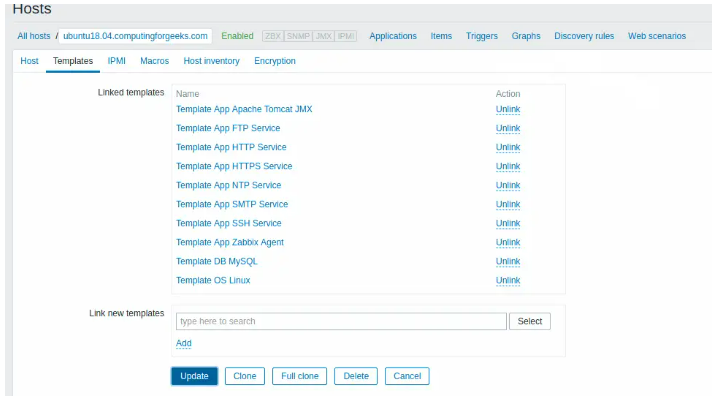 Hosts
All hosts / ubuntu18.04.computingforgeeks.com Enabled ZBX SNMP JMX IPMI Applications Items Triggers Graphs Discovery rules Web scenarios
Host Templates IPMI Macros Host inventory Encryption
Linked templates Name Action
Template App Apache Tomcat JMX Unlink
Template App FTP Service Unlink
Template App HTTP Service Unlink
Template App HTTPS Service Unlink
Template App NTP Service Unlink
Template App SMTP Service Unlink
Template App SSH Service Unlink
Template App Zabbix Agent Unlink
Template DB MySQL Unlink
Template OS Linux Unlink
Link new templates type here to search Select
Add
Update Clone Full clone Delete Cancel